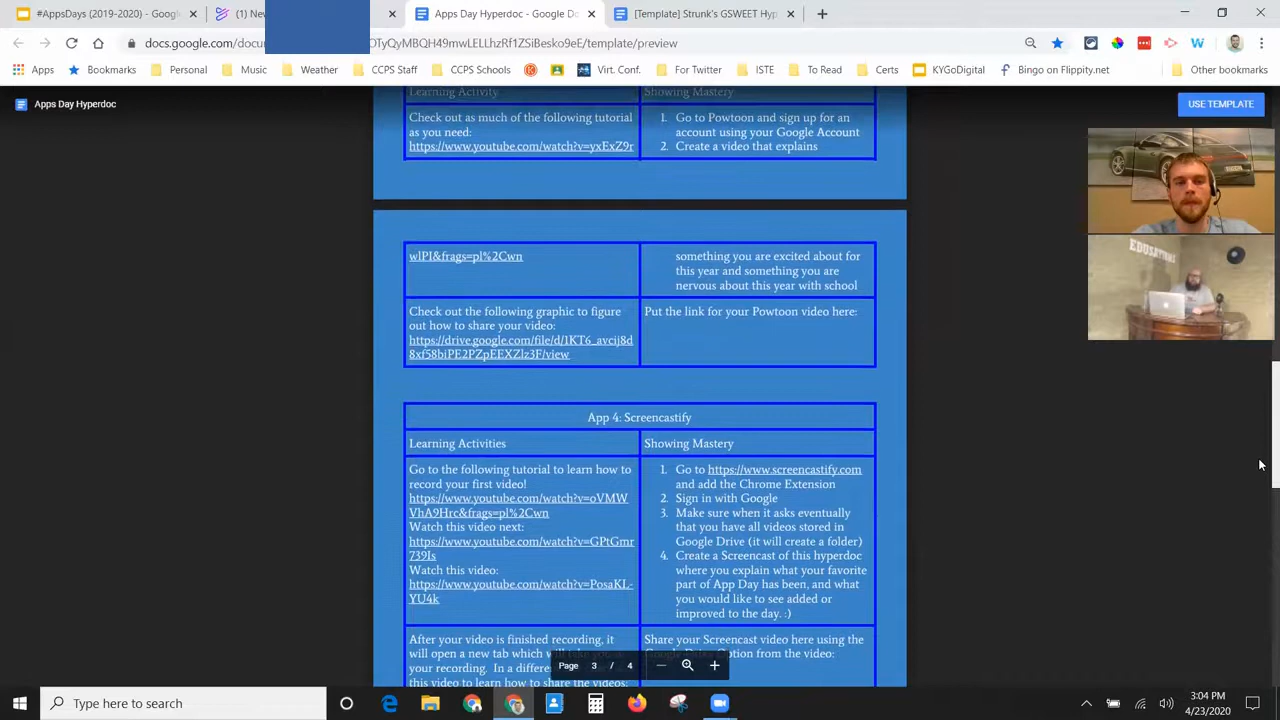 #AppsDays (2019-2020) - Google
(1) Nev
Apps Day Hyperdoc - Google Do
[Template] Strunk's GSWEET Hyp
docs.google.com/docu
OTyQyMBQH49mwLELLhzRf1ZSiBesko9eE/template/preview
Apps
Bookmarks
Personal
Music
Weather
CCPS Staff
CCPS Schools
Virt. Conf.
For Twitter
ISTE
To Read
Certs
KYGoDigital
Bingo on Flippity.net
Other bookmarks
Apps Day Hyperdoc
USE TEMPLATE
Learning Activity
Showing Mastery
Check out as much of the following tutorial
as you need:
https://www.youtube.com/watch?v=yxExZ9r
1. Go to Powtoon and sign up for an
account using your Google Account
2. Create a video that explains
wlPI&frags=pl%2Cwn
something you are excited about for
this year and something you are
nervous about this year with school
Check out the following graphic to figure
out how to share your video:
https://drive.google.com/file/d/1KT6_avcij8d
8xf58biPE2PZpEEXZlz3F/view
Put the link for your Powtoon video here:
App 4: Screencastify
Learning Activities
Showing Mastery
Go to the following tutorial to learn how to
record your first video!
https://www.youtube.com/watch?v=oVMW
VhA9Hrc&frags=pl%2Cwn
Watch this video next:
https://www.youtube.com/watch?v=GPtGmr
739Is
Watch this video:
https://www.youtube.com/watch?v=PosaKL-
YU4k
1. Go to https://www.screencastify.com
and add the Chrome Extension
2. Sign in with Google
3. Make sure when it asks eventually
that you have all videos stored in
Google Drive (it will create a folder)
4. Create a Screencast of this hyperdoc
where you explain what your favorite
part of App Day has been, and what
you would like to see added or
improved to the day. :)
After your video is finished recording, it
will open a new tab which will take you
your recording. In a differe
this video to learn how to share the videos:
Share your Screencast video here using the
Option from the video:
Page 3 / 4
EDUSATIONS
Type here to search
3:04 PM
4/23/2020